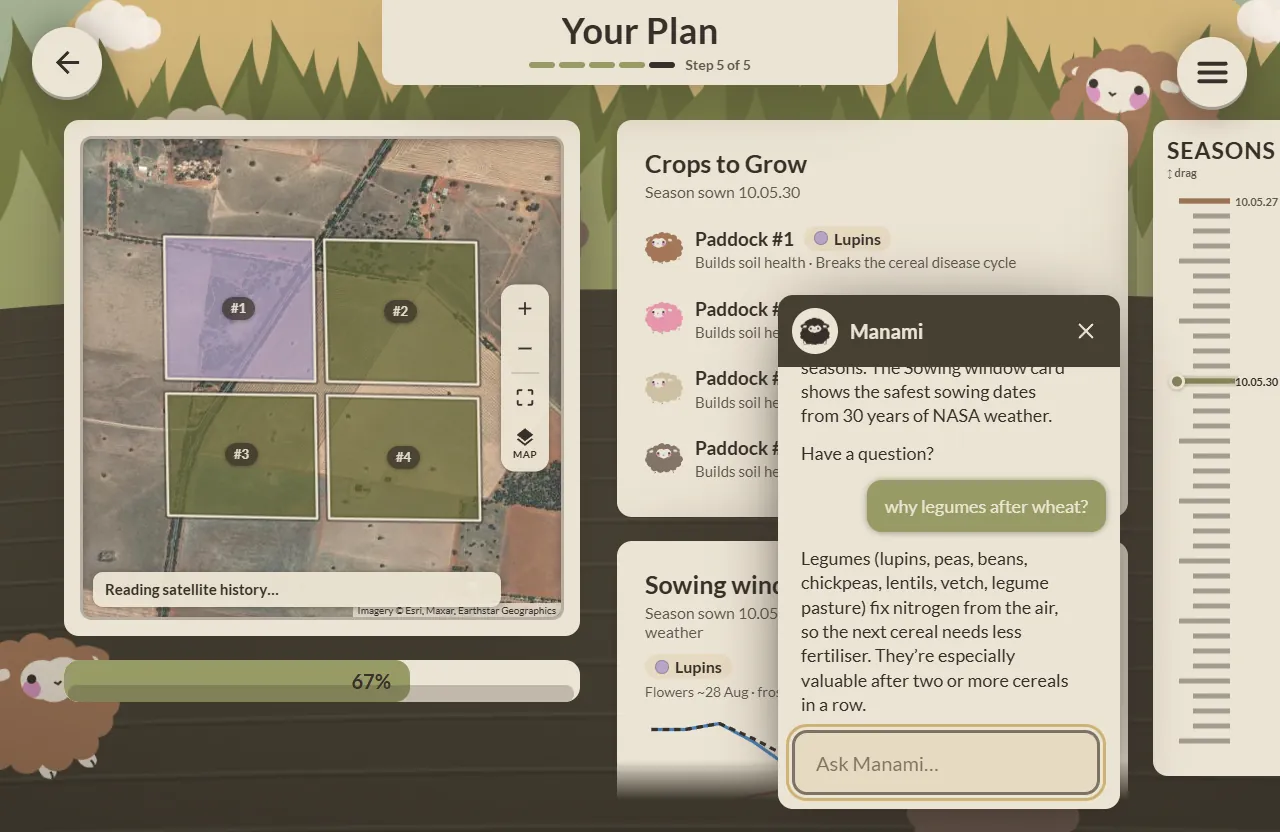 Your Plan
Step 5 of 5
#1
#2
#3
#4
MAP
Reading satellite history...
Imagery © Esri, Maxar, Earthstar Geographics
67%
Crops to Grow
Season sown 10.05.30
Paddock #1
Lupins
Builds soil health · Breaks the cereal disease cycle
Paddock #
Builds soil he
Paddock #
Builds soil he
Paddock #
Builds soil he
Sowing wind
Season sown 10.05
weather
Lupins
Flowers ~28 Aug · fros
Manami
seasons. The Sowing window card
shows the safest sowing dates
from 30 years of NASA weather.
Have a question?
why legumes after wheat?
Legumes (lupins, peas, beans,
chickpeas, lentils, vetch, legume
pasture) fix nitrogen from the air,
so the next cereal needs less
fertiliser. They’re especially
valuable after two or more cereals
in a row.
Ask Manami...
SEASONS
↕ drag
10.05.27
10.05.30